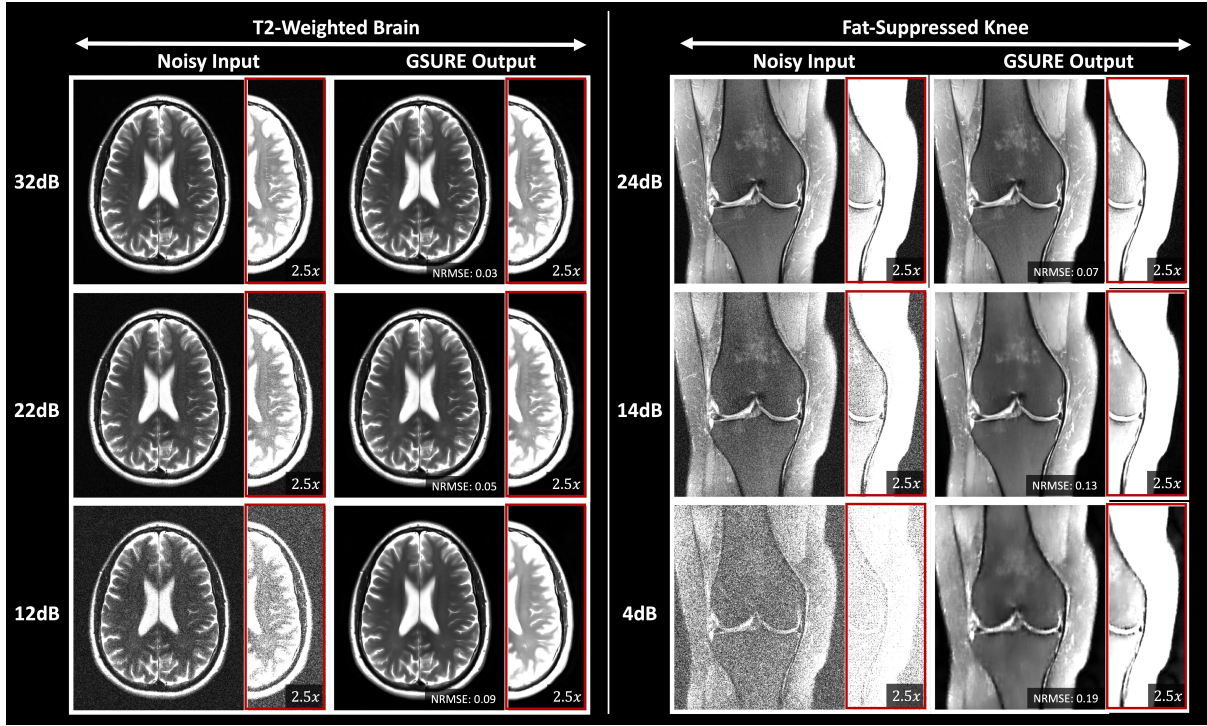 T2-Weighted Brain
Fat-Suppressed Knee
Noisy Input
GSURE Output
Noisy Input
GSURE Output
32dB
2.5x
NRMSE: 0.03
2.5x
24dB
2.5x
NRMSE: 0.07
2.5x
22dB
2.5x
NRMSE: 0.05
2.5x
14dB
2.5x
NRMSE: 0.13
2.5x
12dB
2.5x
NRMSE: 0.09
2.5x
4dB
2.5x
NRMSE: 0.19
2.5x